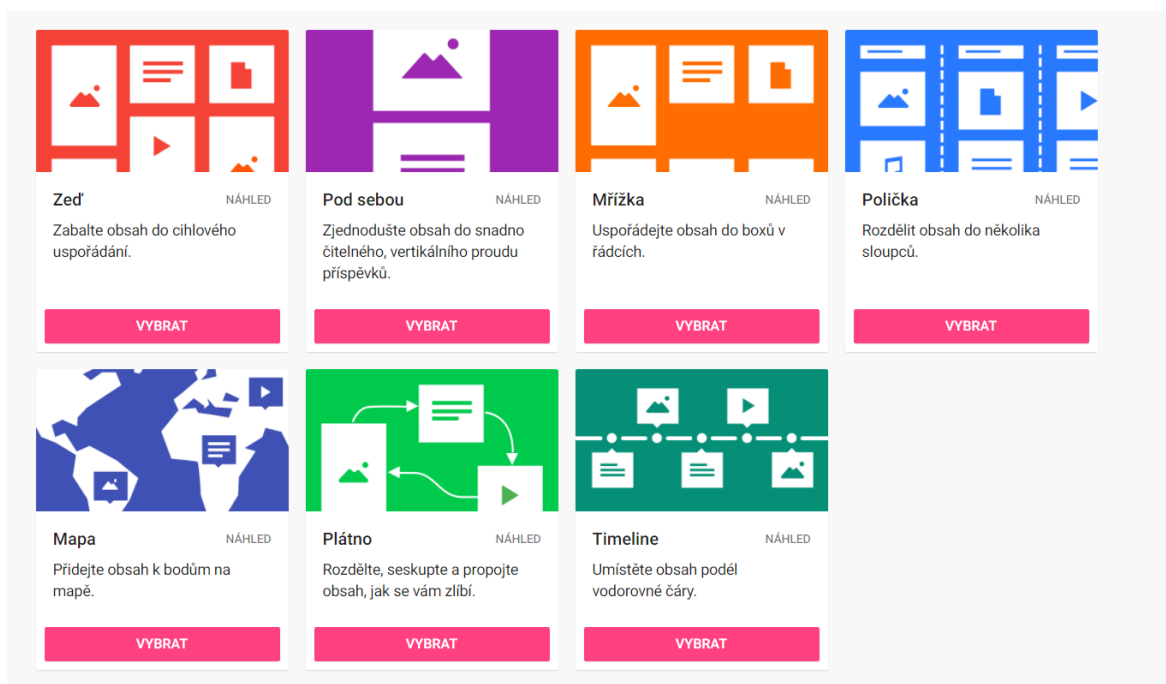 Zeď NÁHLED
Zabalte obsah do cihlového
uspořádání.
VYBRAT
Pod sebou NÁHLED
Zjednodušte obsah do snadno
čitelného, vertikálního proudu
příspěvků.
VYBRAT
Mřížka NÁHLED
Uspořádejte obsah do boxů v
řádcích.
VYBRAT
Polička NÁHLED
Rozdělit obsah do několika
sloupců.
VYBRAT
Mapa NÁHLED
Přidejte obsah k bodům na
mapě.
VYBRAT
Plátno NÁHLED
Rozdělte, seskupte a propojte
obsah, jak se vám zlíbí.
VYBRAT
Timeline NÁHLED
Umístěte obsah podél
vodorovné čáry.
VYBRAT